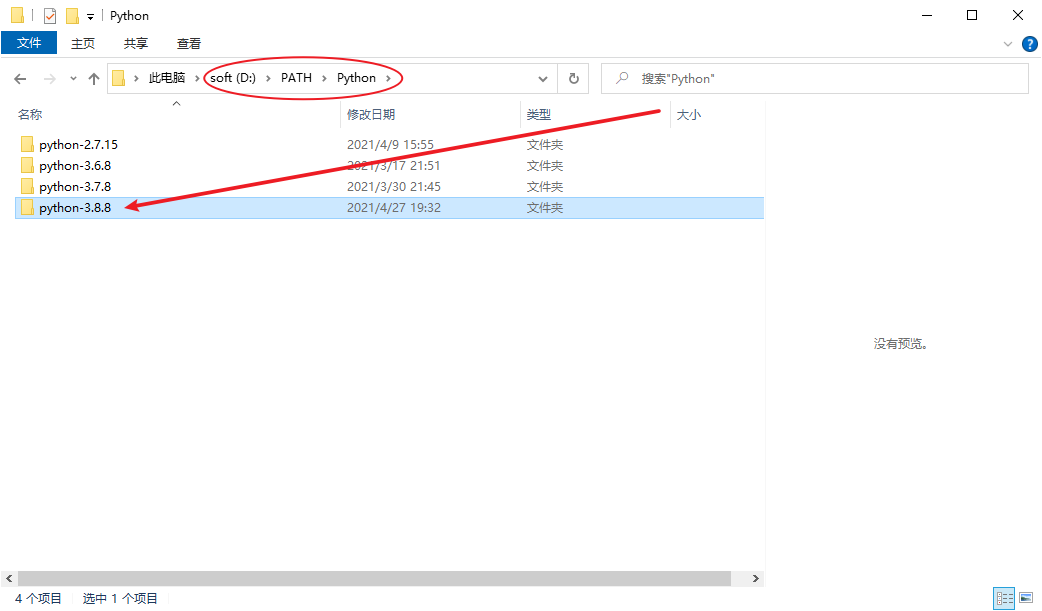 Python
文件 主页 共享 查看
此电脑 soft (D:) PATH Python 搜索"Python"
名称 修改日期 类型 大小
python-2.7.15 2021/4/9 15:55 文件夹
python-3.6.8 2021/3/17 21:51 文件夹
python-3.7.8 2021/3/30 21:45 文件夹
python-3.8.8 2021/4/27 19:32 文件夹
没有预览。
4 个项目 选中 1 个项目